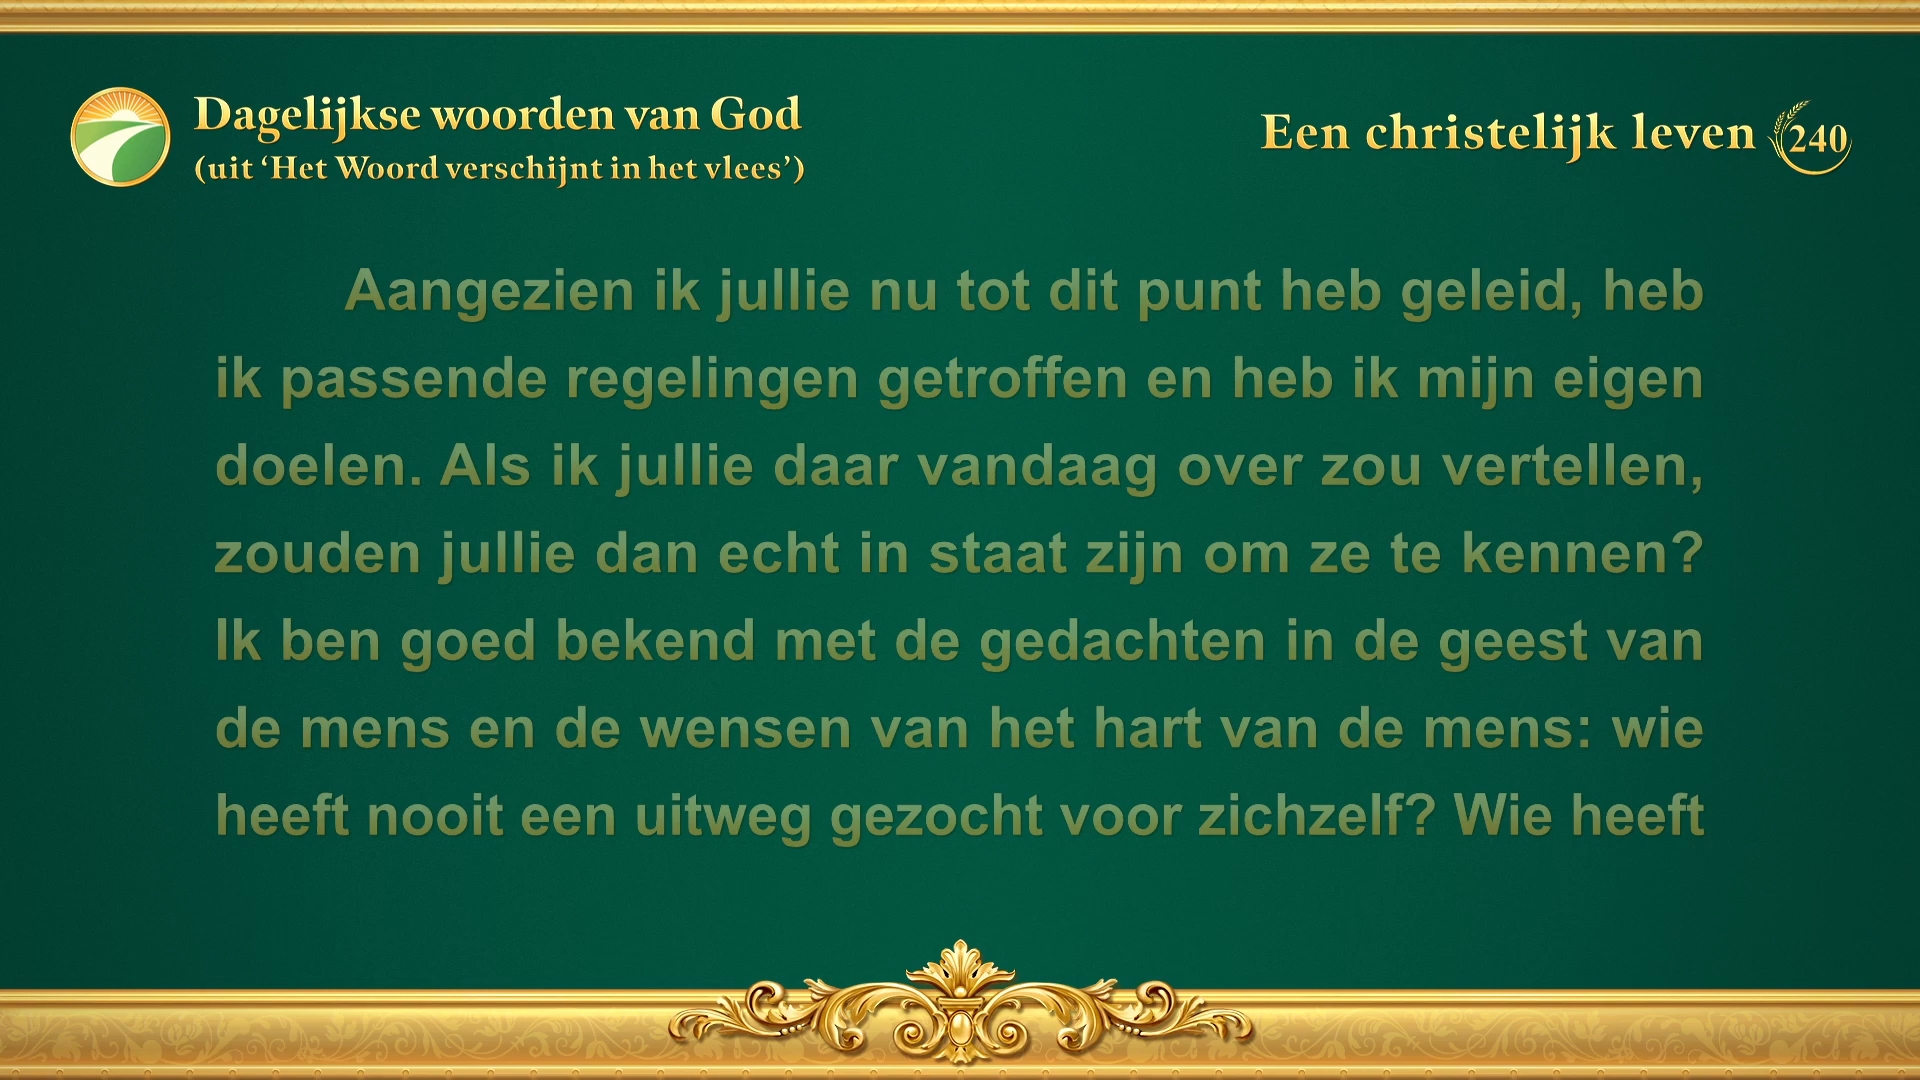 Dagelijkse woorden van God
(uit ‘Het Woord verschijnt in het vlees’)
Een christelijk leven 240
Aangezien ik jullie nu tot dit punt heb geleid, heb
ik passende regelingen getroffen en heb ik mijn eigen
doelen. Als ik jullie daar vandaag over zou vertellen,
zouden jullie dan echt in staat zijn om ze te kennen?
Ik ben goed bekend met de gedachten in de geest van
de mens en de wensen van het hart van de mens: wie
heeft nooit een uitweg gezocht voor zichzelf? Wie heeft